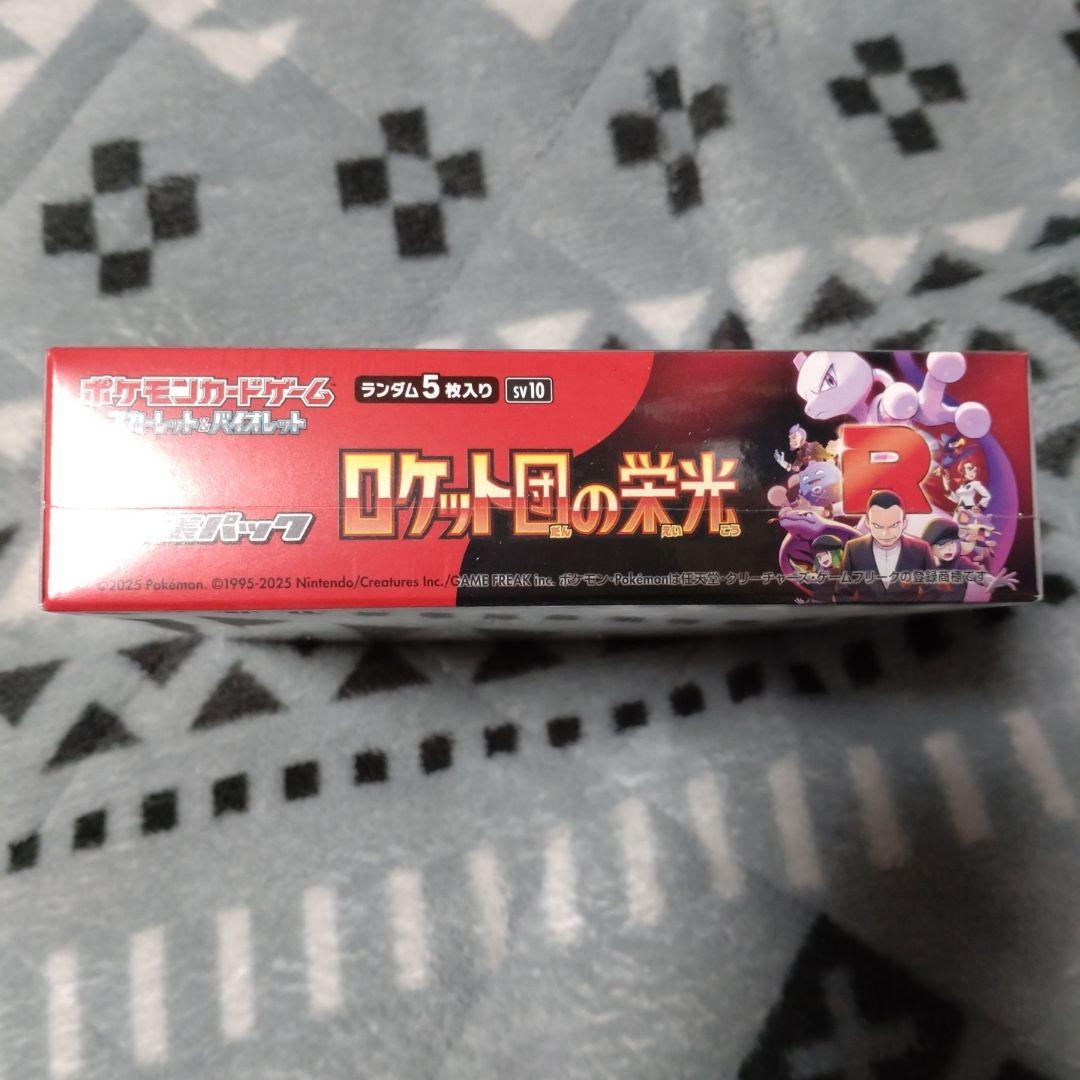 ポケモンカードゲーム
スカーレット&バイオレット
ランダム5枚入り sv10
パック
ロケット団の栄光
だん えい こう
R
©2025 Pokémon. ©1995-2025 Nintendo/Creatures Inc./GAME FREAK inc. ポケモン・Pokémonは任天堂・クリーチャーズ・ゲームフリークの登録商標です